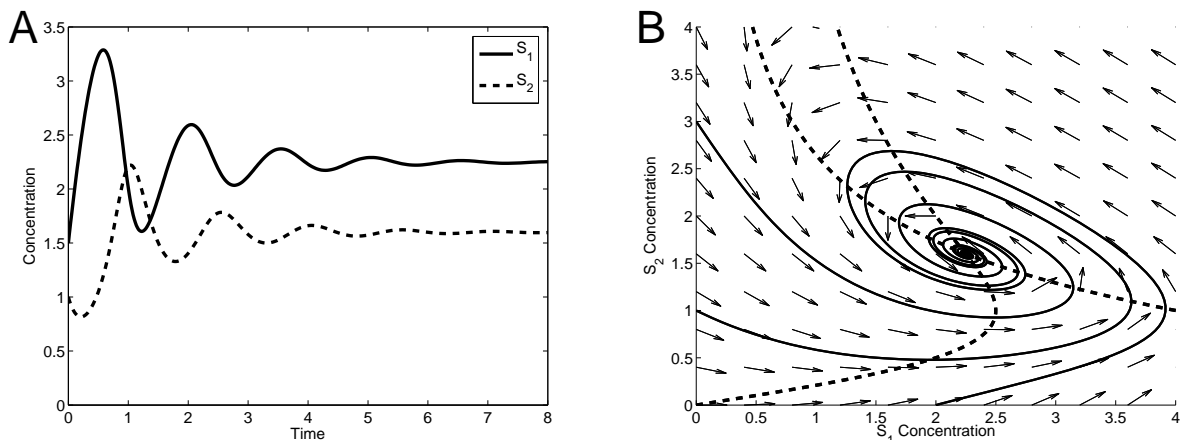 A
3.5
3
2.5
2
1.5
1
0.5
0
0 1 2 3 4 5 6 7 8
Concentration
Time
S1
S2
B
4
3.5
3
2.5
2
1.5
1
0.5
0
0 0.5 1 1.5 2 2.5 3 3.5 4
S2 Concentration
S1 Concentration